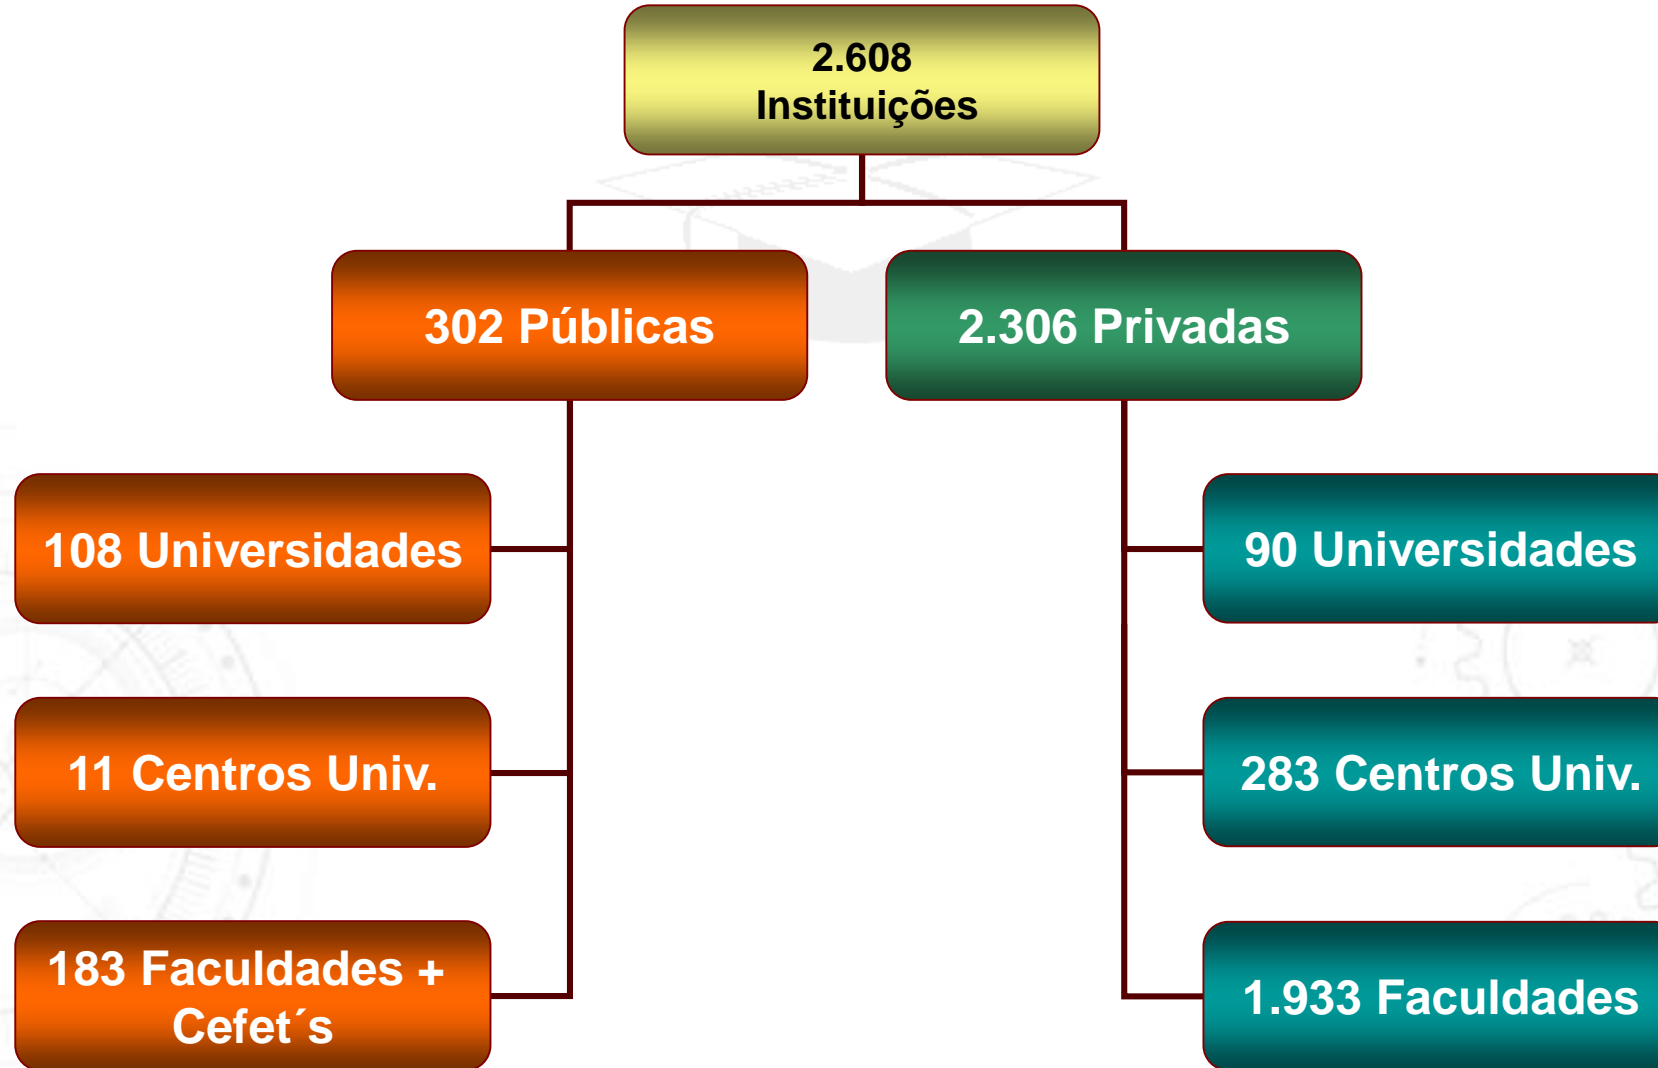 2.608
Instituições
302 Públicas
2.306 Privadas
108 Universidades
90 Universidades
11 Centros Univ.
283 Centros Univ.
183 Faculdades +
Cefet´s
1.933 Faculdades